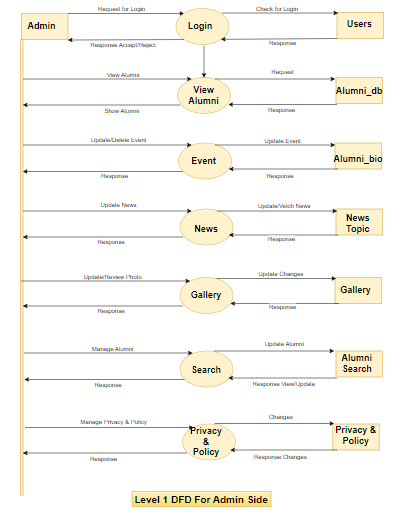 Request for Login
Check for Login
Admin
Login
Users
Response Accept/Reject
Response
View Alumni
Request
View
Alumni
Alumni_db
Show Alumni
Response
Update/Delete Event
Update Event
Event
Alumni_bio
Response
Response
Update News
Update/Vetch News
News
News
Topic
Response
Response
Update/Review Photo
Update Changes
Gallery
Gallery
Response
Response
Manage Alumni
Update Alumni
Search
Alumni
Search
Response
Response View/Update
Manage Privacy & Policy
Changes
Privacy
&
Policy
Privacy &
Policy
Response
Response Changes
Level 1 DFD For Admin Side